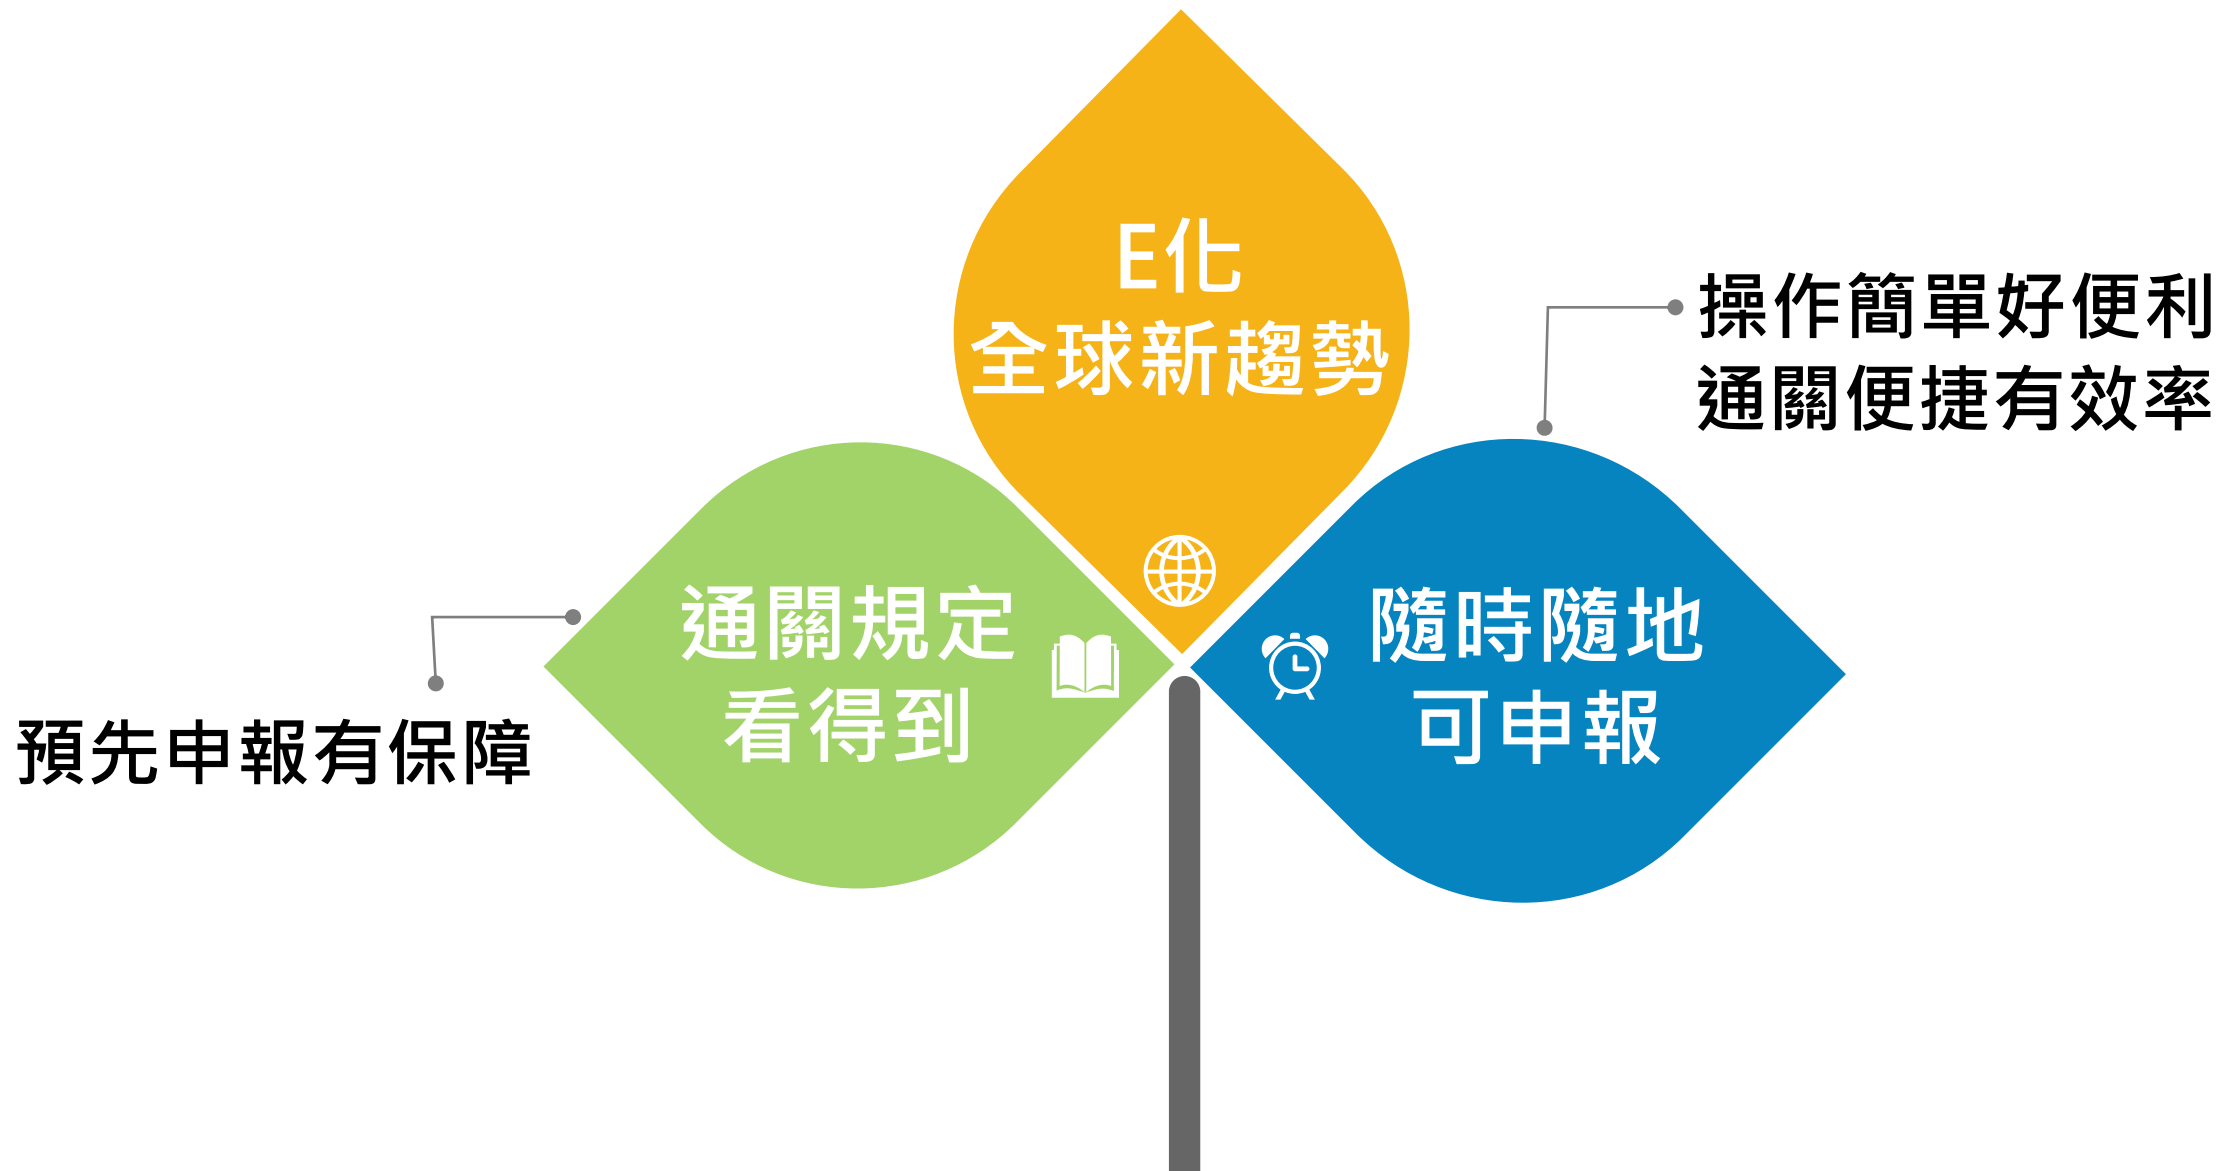 E化
全球新趨勢
操作簡單好便利
通關便捷有效率
通關規定
看得到
隨時隨地
可申報
預先申報有保障